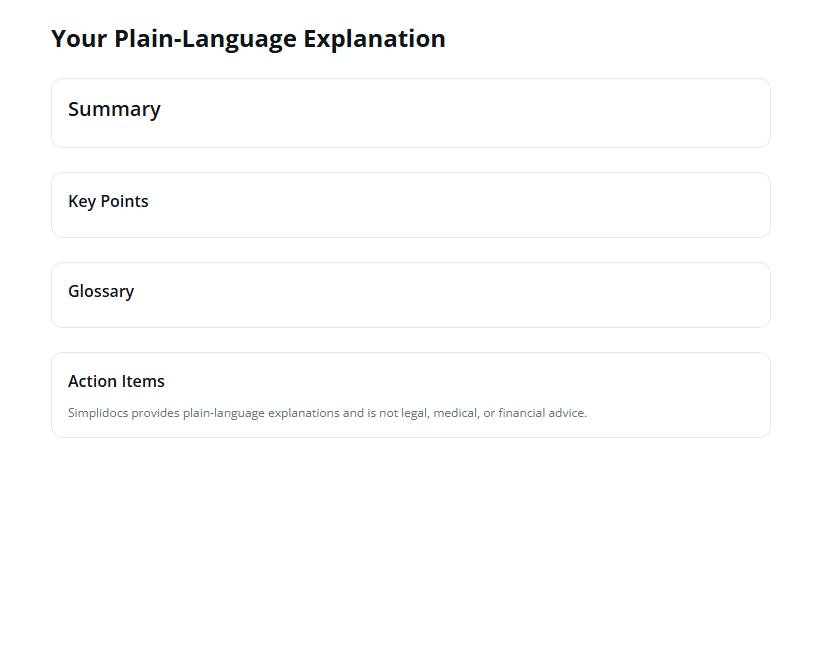 Your Plain-Language Explanation
Summary
Key Points
Glossary
Action Items
Simplidocs provides plain-language explanations and is not legal, medical, or financial advice.